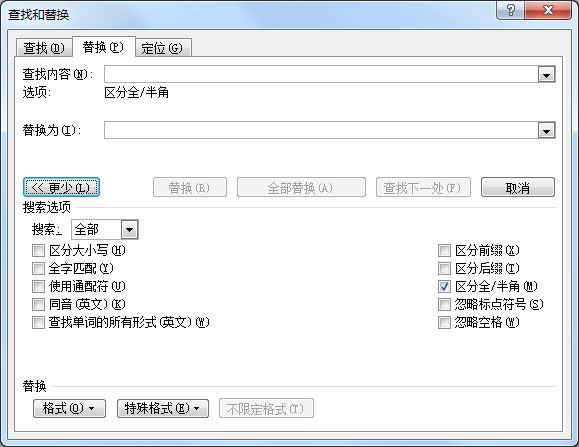 查找和替换
查找(D) 替换(P) 定位(G)
查找内容(N):
选项: 区分全/半角
替换为(I):
<< 更少(L) 替换(R) 全部替换(A) 查找下一处(F) 取消
搜索选项
搜索: 全部
区分大小写(H) 区分前缀(X)
全字匹配(Y) 区分后缀(T)
使用通配符(U) 区分全/半角(M)
同音(英文)(K) 忽略标点符号(S)
查找单词的所有形式(英文)(W) 忽略空格(W)
替换
格式(O) 特殊格式(E) 不限定格式(T)